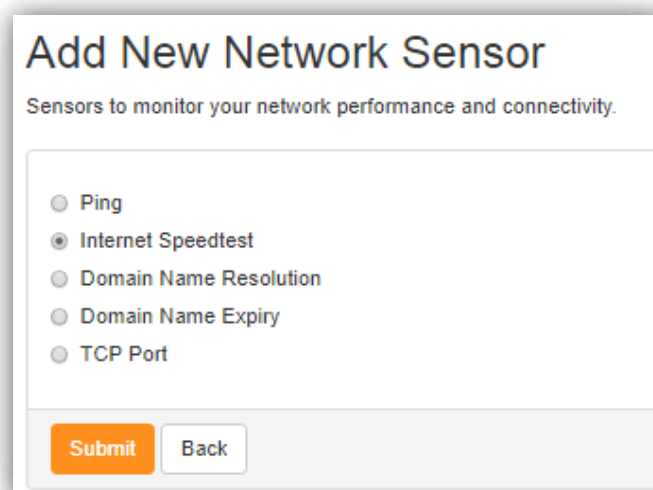 Add New Network Sensor
Sensors to monitor your network performance and connectivity.
Ping
Internet Speedtest
Domain Name Resolution
Domain Name Expiry
TCP Port
Submit Back